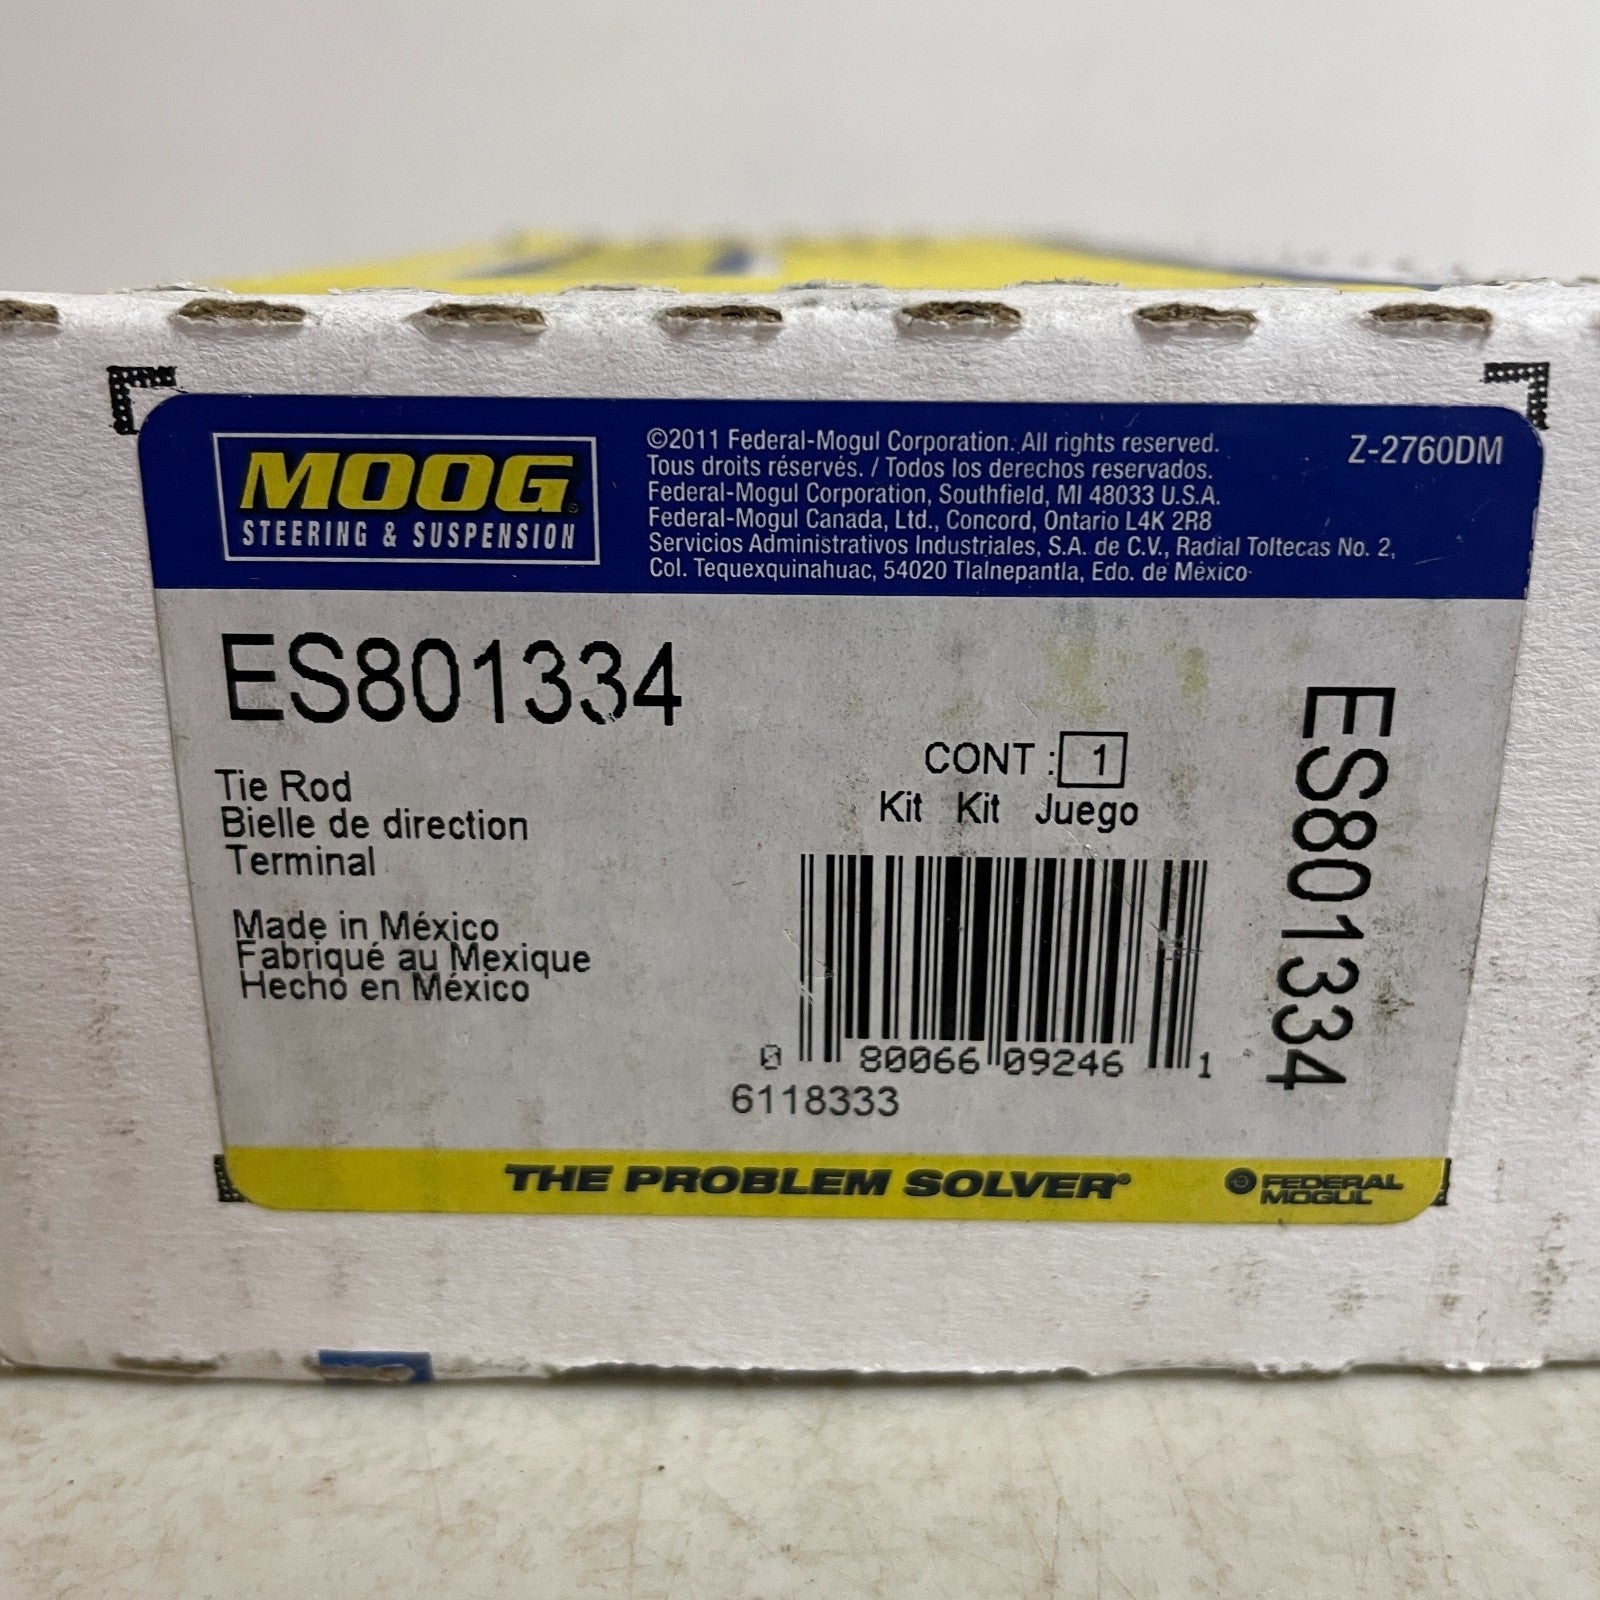 MOOG
STEERING & SUSPENSION
©2011 Federal-Mogul Corporation. All rights reserved.
Tous droits réservés. / Todos los derechos reservados.
Federal-Mogul Corporation, Southfield, MI 48033 U.S.A.
Federal-Mogul Canada, Ltd., Concord, Ontario L4K 2R8
Servicios Administrativos Industriales, S.A. de C.V., Radial Toltecas No. 2,
Col. Tequexquinahuac, 54020 Tlalnepantla, Edo. de México
Z-2760DM
ES801334
Tie Rod
Bielle de direction
Terminal
Made in México
Fabriqué au Mexique
Hecho en México
CONT : 1
Kit Kit Juego
0 80066 09246 1
6118333
ES801334
THE PROBLEM SOLVER®
FEDERAL
MOGUL